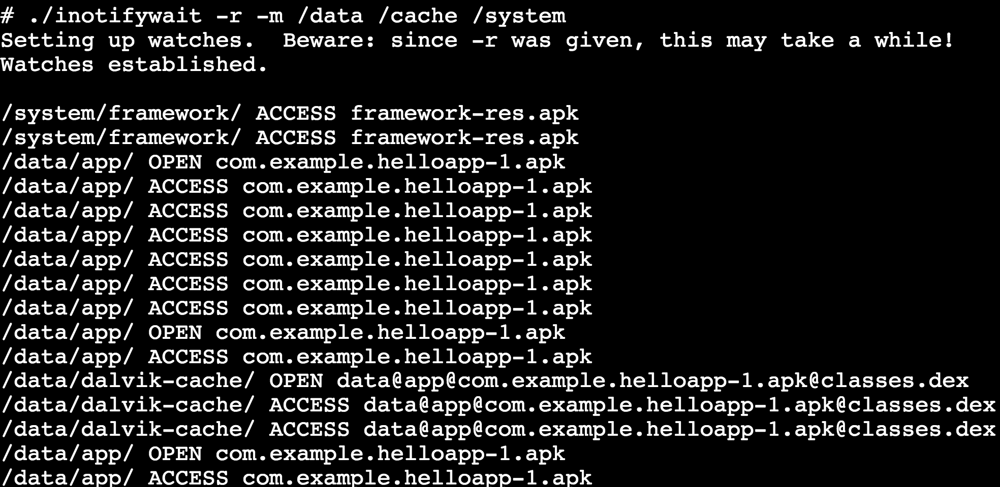 # ./inotifywait -r -m /data /cache /system
Setting up watches.  Beware: since -r was given, this may take a while!
Watches established.

/system/framework/ ACCESS framework-res.apk
/system/framework/ ACCESS framework-res.apk
/data/app/ OPEN com.example.helloapp-1.apk
/data/app/ ACCESS com.example.helloapp-1.apk
/data/app/ ACCESS com.example.helloapp-1.apk
/data/app/ ACCESS com.example.helloapp-1.apk
/data/app/ ACCESS com.example.helloapp-1.apk
/data/app/ ACCESS com.example.helloapp-1.apk
/data/app/ ACCESS com.example.helloapp-1.apk
/data/app/ OPEN com.example.helloapp-1.apk
/data/app/ ACCESS com.example.helloapp-1.apk
/data/dalvik-cache/ OPEN data@app@com.example.helloapp-1.apk@classes.dex
/data/dalvik-cache/ ACCESS data@app@com.example.helloapp-1.apk@classes.dex
/data/dalvik-cache/ ACCESS data@app@com.example.helloapp-1.apk@classes.dex
/data/app/ OPEN com.example.helloapp-1.apk
/data/app/ ACCESS com.example.helloapp-1.apk